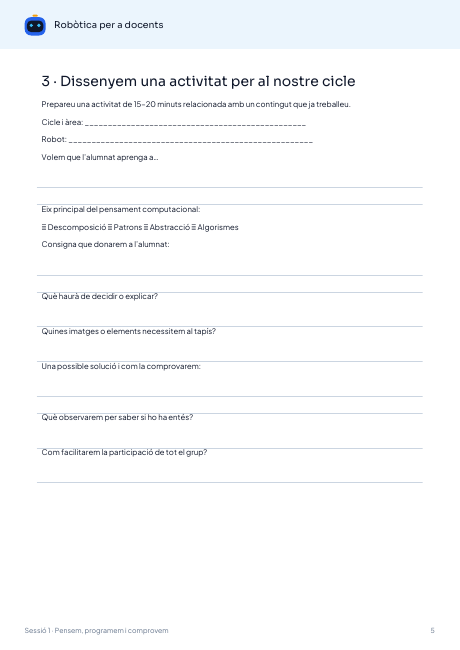 Robòtica per a docents
3 · Dissenyem una activitat per al nostre cicle
Prepareu una activitat de 15–20 minuts relacionada amb un contingut que ja treballeu.
Cicle i àrea: _______________________________________________
Robot: ____________________________________________________
Volem que l'alumnat aprenga a…
Eix principal del pensament computacional:
Descomposició Patrons Abstracció Algorismes
Consigna que donarem a l'alumnat:
Què haurà de decidir o explicar?
Quines imatges o elements necessitem al tapís?
Una possible solució i com la comprovarem:
Què observarem per saber si ho ha entés?
Com facilitarem la participació de tot el grup?
Sessió 1 · Pensem, programem i comprovem
5